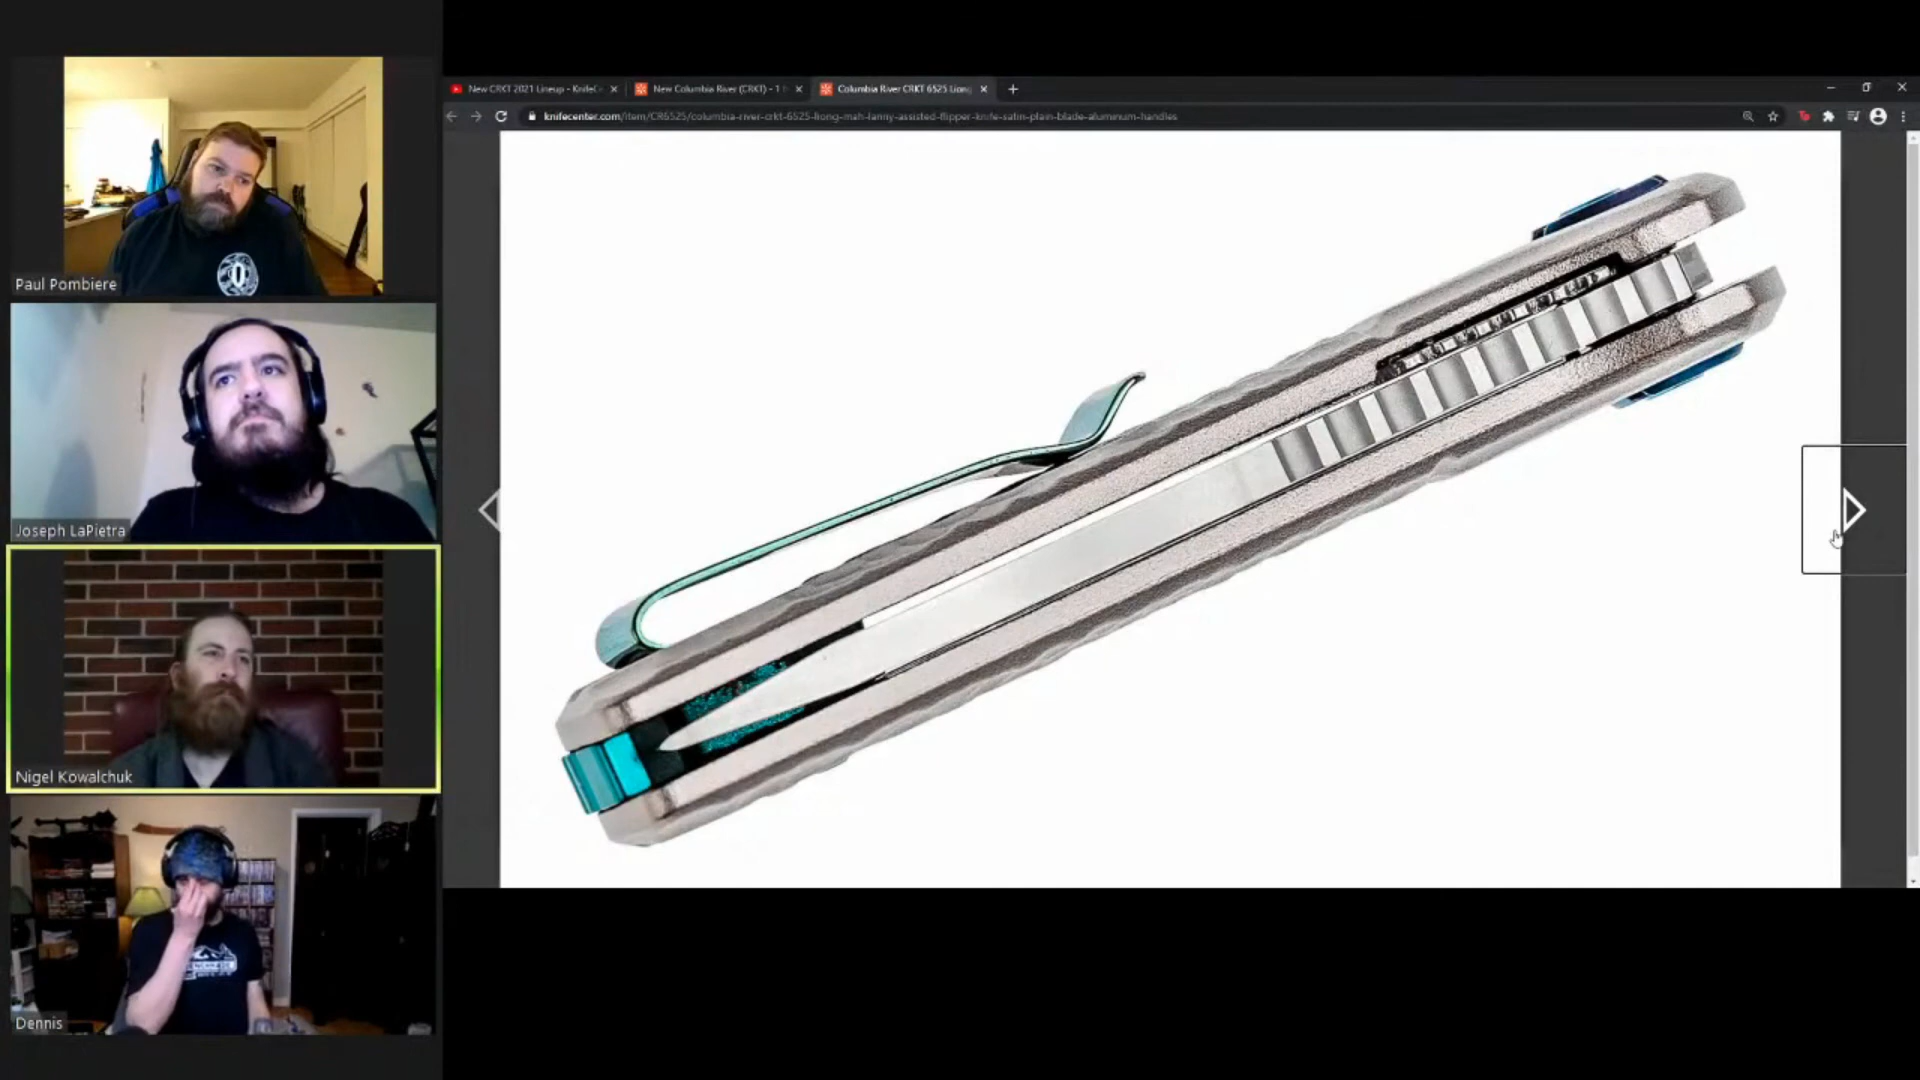 New CRKT 2021 Lineup - KnifeC
New Columbia River (CRKT) - 1
Columbia River CRKT 6525 Liong
knifecenter.com/item/CR6525/columbia-river-crkt-6525-liong-mah-lanny-assisted-flipper-knife-satin-plain-blade-aluminum-handles
Paul Pombiere
Joseph LaPietra
Nigel Kowalchuk
Dennis